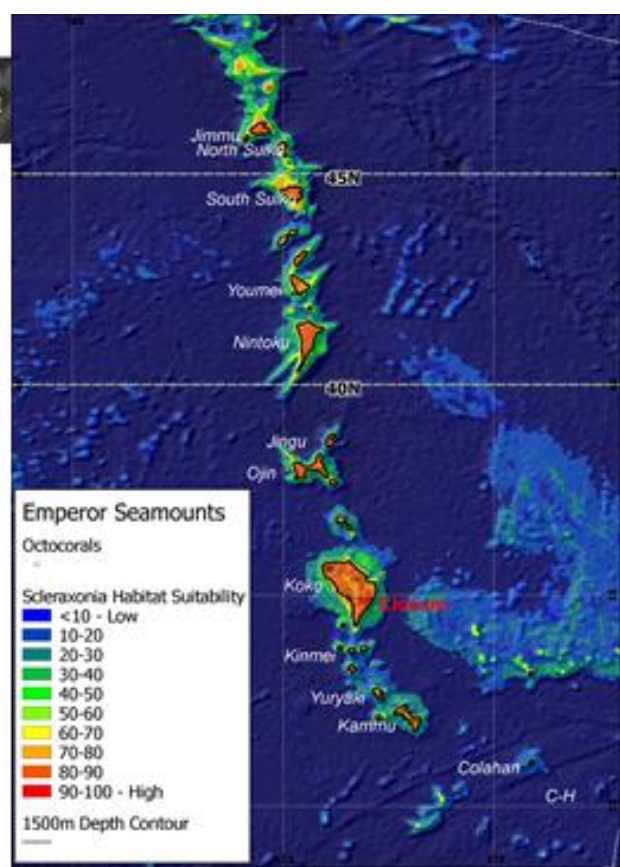 Jimmu
North Suiko
45N
South Suiko
Youmei
Nintoku
40N
Jingu
Ojin
Koko
Kinmei
Yuryaku
Kammu
Colahan
C-H
Emperor Seamounts
Octocorals
Scleraxonia Habitat Suitability
<10 - Low
10-20
20-30
30-40
40-50
50-60
60-70
70-80
80-90
90-100 - High
1500m Depth Contour